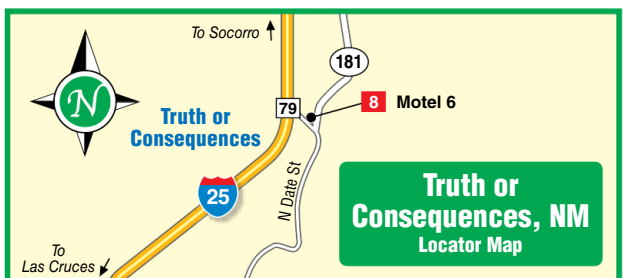 To Socorro
181
N
79
8 Motel 6
Truth or
Consequences
N Date St
25
Truth or
Consequences, NM
Locator Map
To
Las Cruces